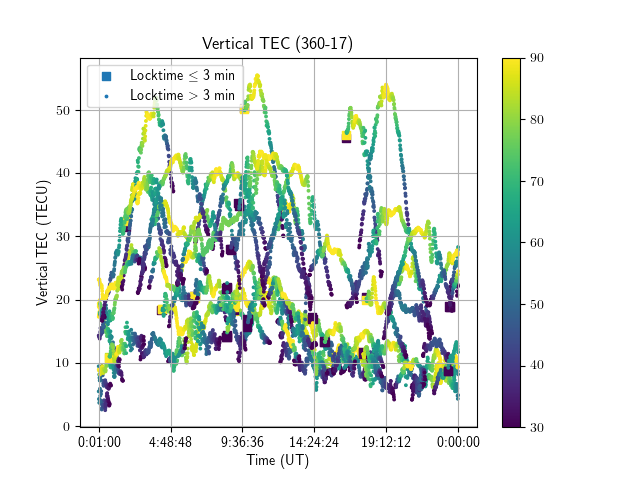 Vertical TEC (360-17)
Locktime ≤ 3 min
Locktime > 3 min
Vertical TEC (TECU)
50
40
30
20
10
0
0:01:00 4:48:48 9:36:36 14:24:24 19:12:12 0:00:00
Time (UT)
90
80
70
60
50
40
30